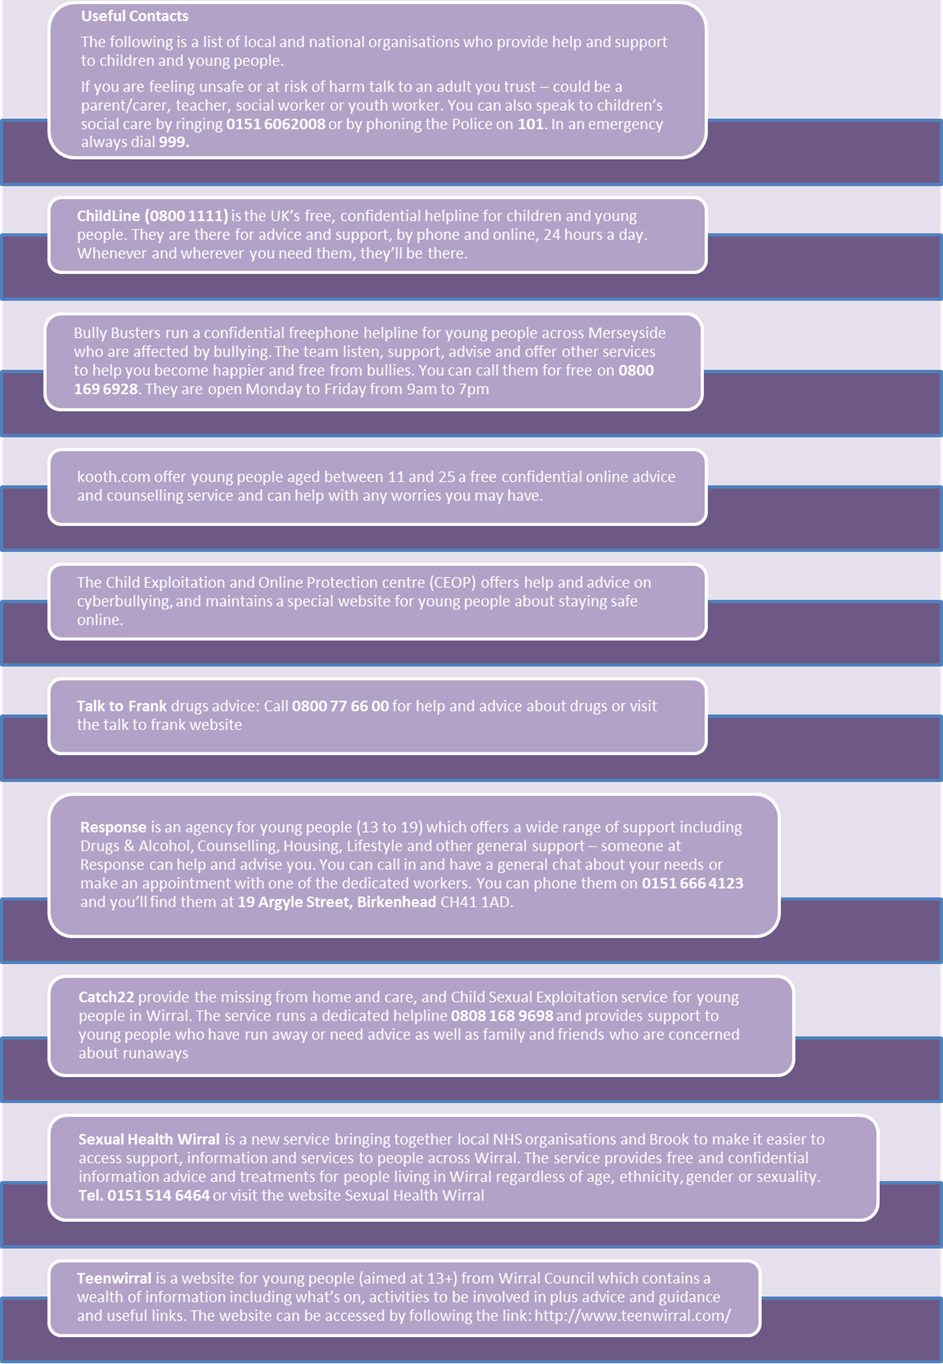 Useful Contacts
The following is a list of local and national organisations who provide help and support
to children and young people.
If you are feeling unsafe or at risk of harm talk to an adult you trust – could be a
parent/carer, teacher, social worker or youth worker. You can also speak to children's
social care by ringing 0151 6062008 or by phoning the Police on 101. In an emergency
always dial 999.
ChildLine (0800 1111) is the UK's free, confidential helpline for children and young
people. They are there for advice and support, by phone and online, 24 hours a day.
Whenever and wherever you need them, they'll be there.
Bully Busters run a confidential freephone helpline for young people across Merseyside
who are affected by bullying. The team listen, support, advise and offer other services
to help you become happier and free from bullies. You can call them for free on 0800
169 6928. They are open Monday to Friday from 9am to 7pm
kooth.com offer young people aged between 11 and 25 a free confidential online advice
and counselling service and can help with any worries you may have.
The Child Exploitation and Online Protection centre (CEOP) offers help and advice on
cyberbullying, and maintains a special website for young people about staying safe
online.
Talk to Frank drugs advice: Call 0800 77 66 00 for help and advice about drugs or visit
the talk to frank website
Response is an agency for young people (13 to 19) which offers a wide range of support including
Drugs & Alcohol, Counselling, Housing, Lifestyle and other general support – someone at
Response can help and advise you. You can call in and have a general chat about your needs or
make an appointment with one of the dedicated workers. You can phone them on 0151 666 4123
and you'll find them at 19 Argyle Street, Birkenhead CH41 1AD.
Catch22 provide the missing from home and care, and Child Sexual Exploitation service for young
people in Wirral. The service runs a dedicated helpline 0808 168 9698 and provides support to
young people who have run away or need advice as well as family and friends who are concerned
about runaways
Sexual Health Wirral is a new service bringing together local NHS organisations and Brook to make it easier to
access support, information and services to people across Wirral. The service provides free and confidential
information advice and treatments for people living in Wirral regardless of age, ethnicity, gender or sexuality.
Tel. 0151 514 6464 or visit the website Sexual Health Wirral
Teenwirral is a website for young people (aimed at 13+) from Wirral Council which contains a
wealth of information including what's on, activities to be involved in plus advice and guidance
and useful links. The website can be accessed by following the link: http://www.teenwirral.com/